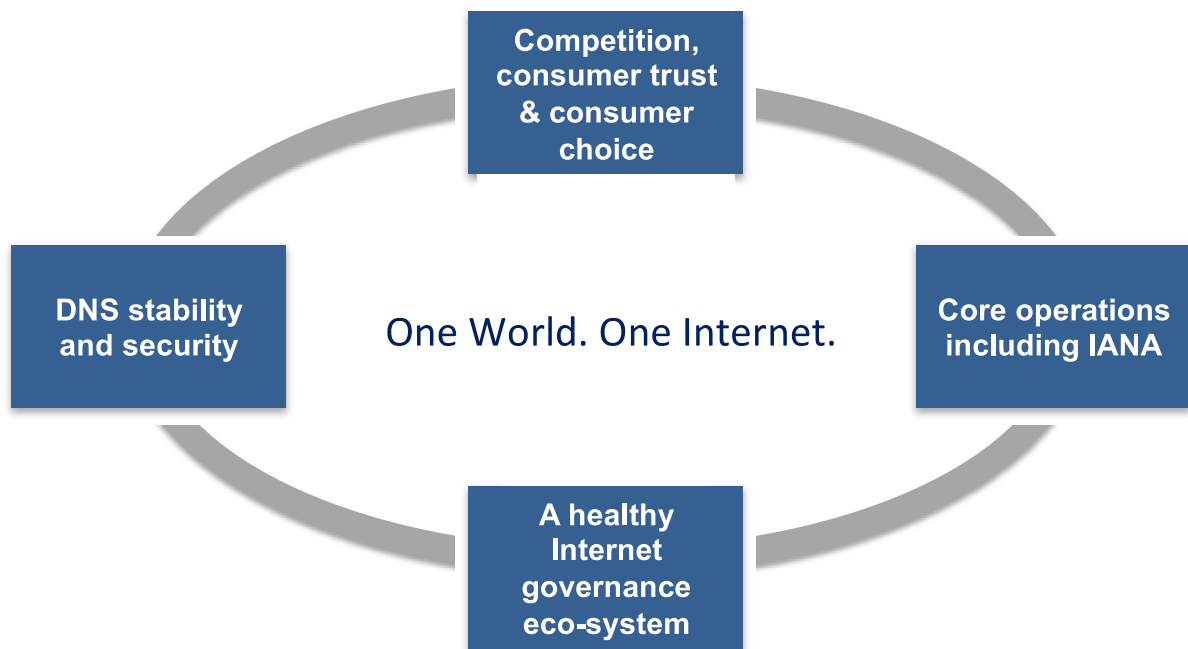 Competition,
consumer trust
& consumer
choice
DNS stability
and security
One World. One Internet.
Core operations
including IANA
A healthy
Internet
governance
eco-system